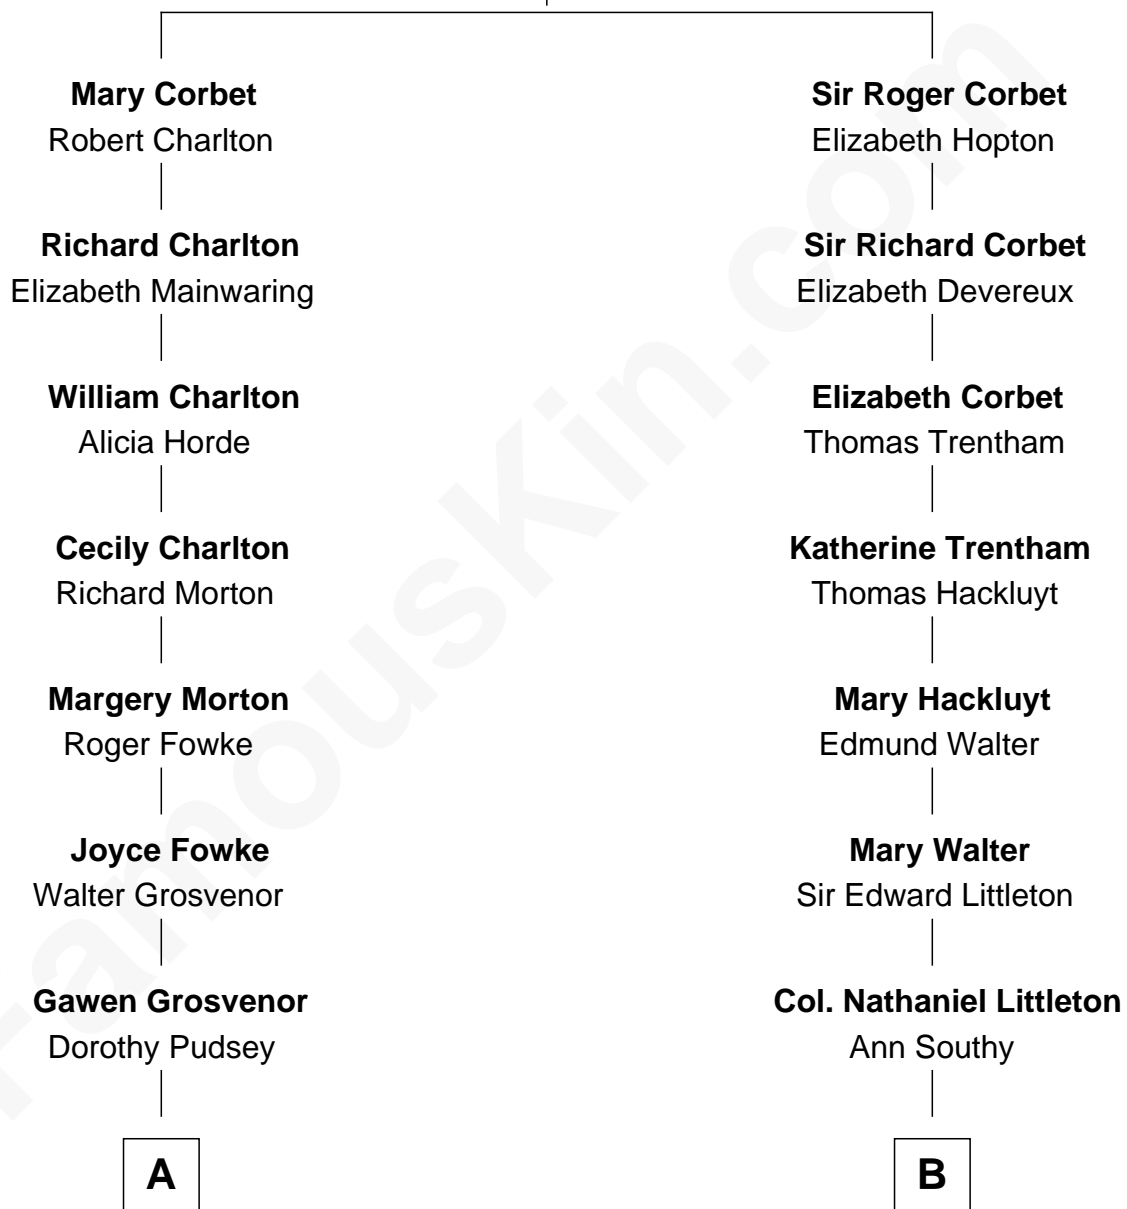 Mary Corbet
Robert Charlton
Richard Charlton
Elizabeth Mainwaring
William Charlton
Alicia Horde
Cecily Charlton
Richard Morton
Margery Morton
Roger Fowke
Joyce Fowke
Walter Grosvenor
Gawen Grosvenor
Dorothy Pudsey
A
Sir Roger Corbet
Elizabeth Hopton
Sir Richard Corbet
Elizabeth Devereux
Elizabeth Corbet
Thomas Trentham
Katherine Trentham
Thomas Hackluyt
Mary Hackluyt
Edmund Walter
Mary Walter
Sir Edward Littleton
Col. Nathaniel Littleton
Ann Southy
B
FamousKin.com